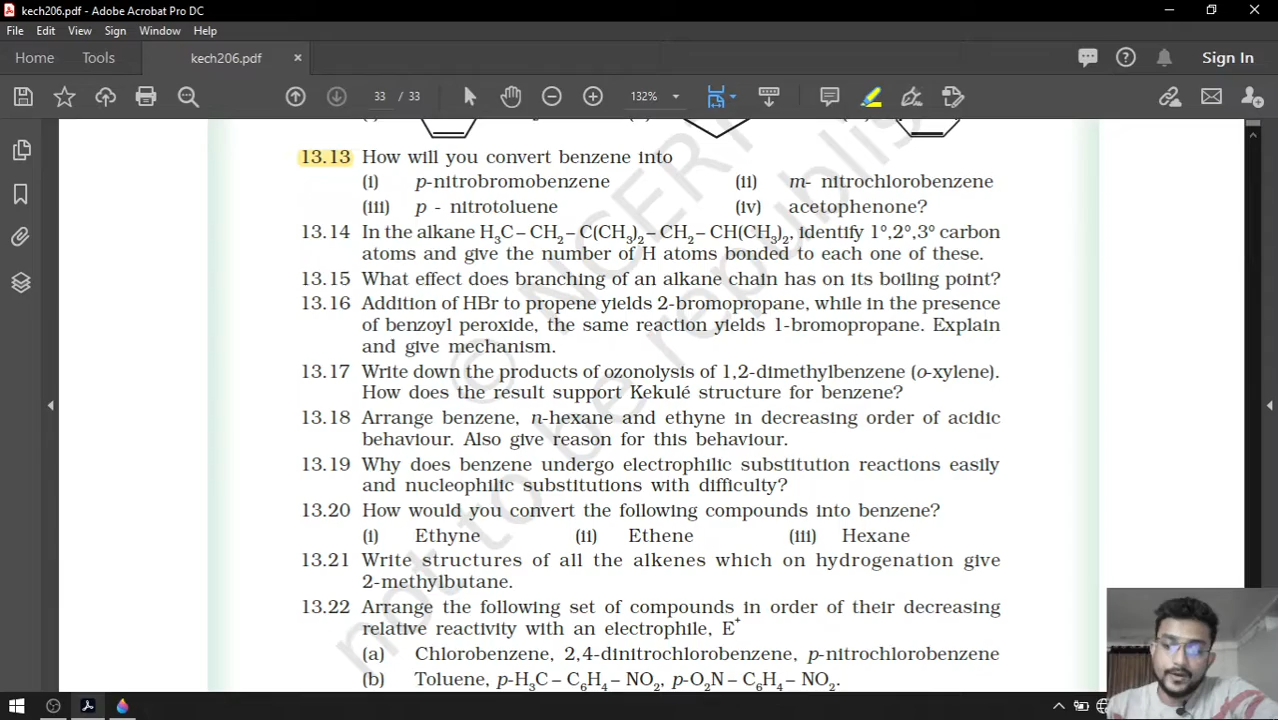 kech206.pdf - Adobe Acrobat Pro DC
File Edit View Sign Window Help
Home Tools kech206.pdf × Sign In
33 / 33 132%
13.13 How will you convert benzene into
(i) p-nitrobromobenzene (ii) m- nitrochlorobenzene
(iii) p - nitrotoluene (iv) acetophenone?
13.14 In the alkane H₃C – CH₂ – C(CH₃)₂ – CH₂ – CH(CH₃)₂, identify 1°,2°,3° carbon
atoms and give the number of H atoms bonded to each one of these.
13.15 What effect does branching of an alkane chain has on its boiling point?
13.16 Addition of HBr to propene yields 2-bromopropane, while in the presence
of benzoyl peroxide, the same reaction yields 1-bromopropane. Explain
and give mechanism.
13.17 Write down the products of ozonolysis of 1,2-dimethylbenzene (o-xylene).
How does the result support Kekulé structure for benzene?
13.18 Arrange benzene, n-hexane and ethyne in decreasing order of acidic
behaviour. Also give reason for this behaviour.
13.19 Why does benzene undergo electrophilic substitution reactions easily
and nucleophilic substitutions with difficulty?
13.20 How would you convert the following compounds into benzene?
(i) Ethyne (ii) Ethene (iii) Hexane
13.21 Write structures of all the alkenes which on hydrogenation give
2-methylbutane.
13.22 Arrange the following set of compounds in order of their decreasing
relative reactivity with an electrophile, E⁺
(a) Chlorobenzene, 2,4-dinitrochlorobenzene, p-nitrochlorobenzene
(b) Toluene, p-H₃C – C₆H₄ – NO₂, p-O₂N – C₆H₄ – NO₂.
© NCERT
not to be republis